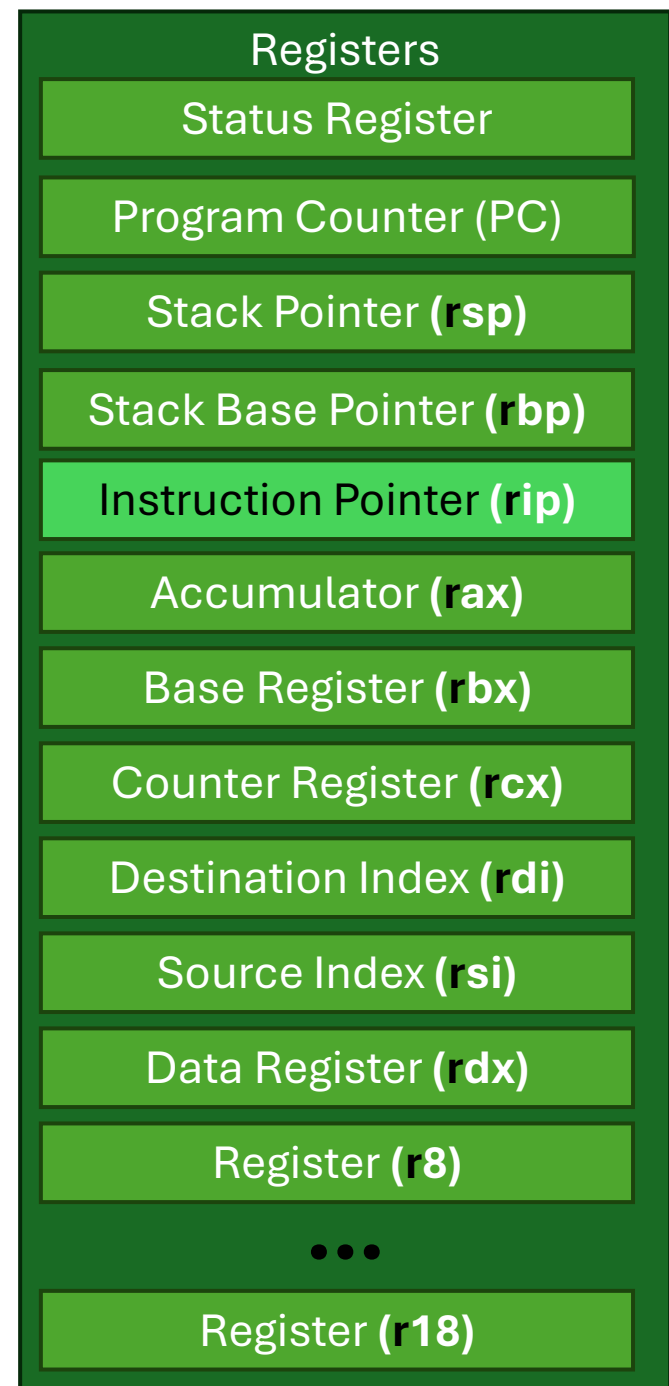 Registers
Status Register
Program Counter (PC)
Stack Pointer (rsp)
Stack Base Pointer (rbp)
Instruction Pointer (rip)
Accumulator (rax)
Base Register (rbx)
Counter Register (rcx)
Destination Index (rdi)
Source Index (rsi)
Data Register (rdx)
Register (r8)
...
Register (r18)